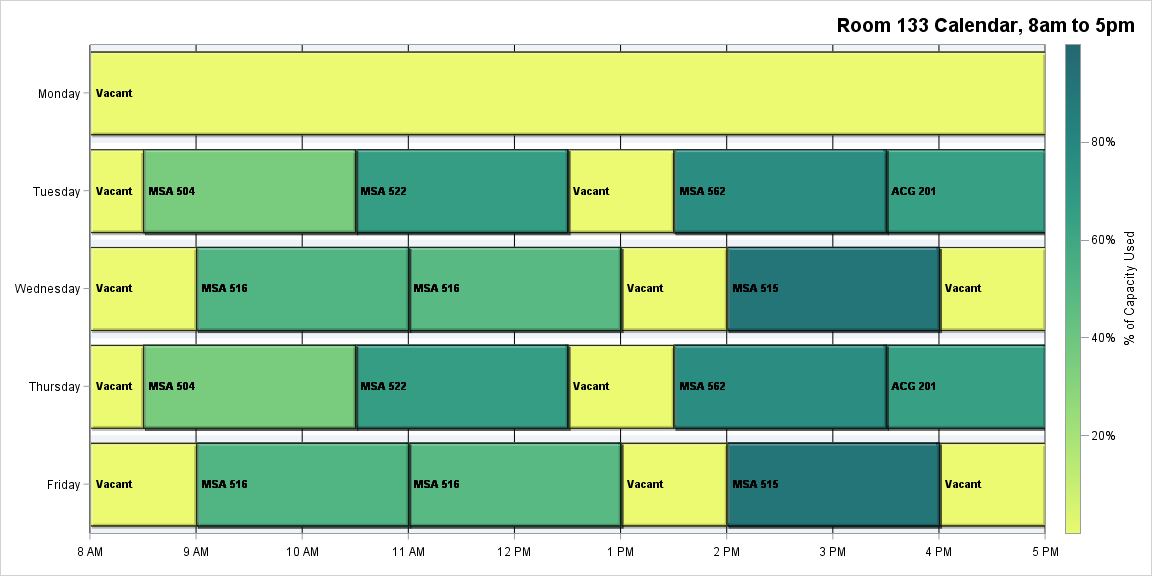 Room 133 Calendar, 8am to 5pm
Monday
Vacant
Tuesday
Vacant
MSA 504
MSA 522
Vacant
MSA 562
ACG 201
Wednesday
Vacant
MSA 516
MSA 516
Vacant
MSA 515
Vacant
Thursday
Vacant
MSA 504
MSA 522
Vacant
MSA 562
ACG 201
Friday
Vacant
MSA 516
MSA 516
Vacant
MSA 515
Vacant
8 AM
9 AM
10 AM
11 AM
12 PM
1 PM
2 PM
3 PM
4 PM
5 PM
80%
60%
40%
20%
% of Capacity Used